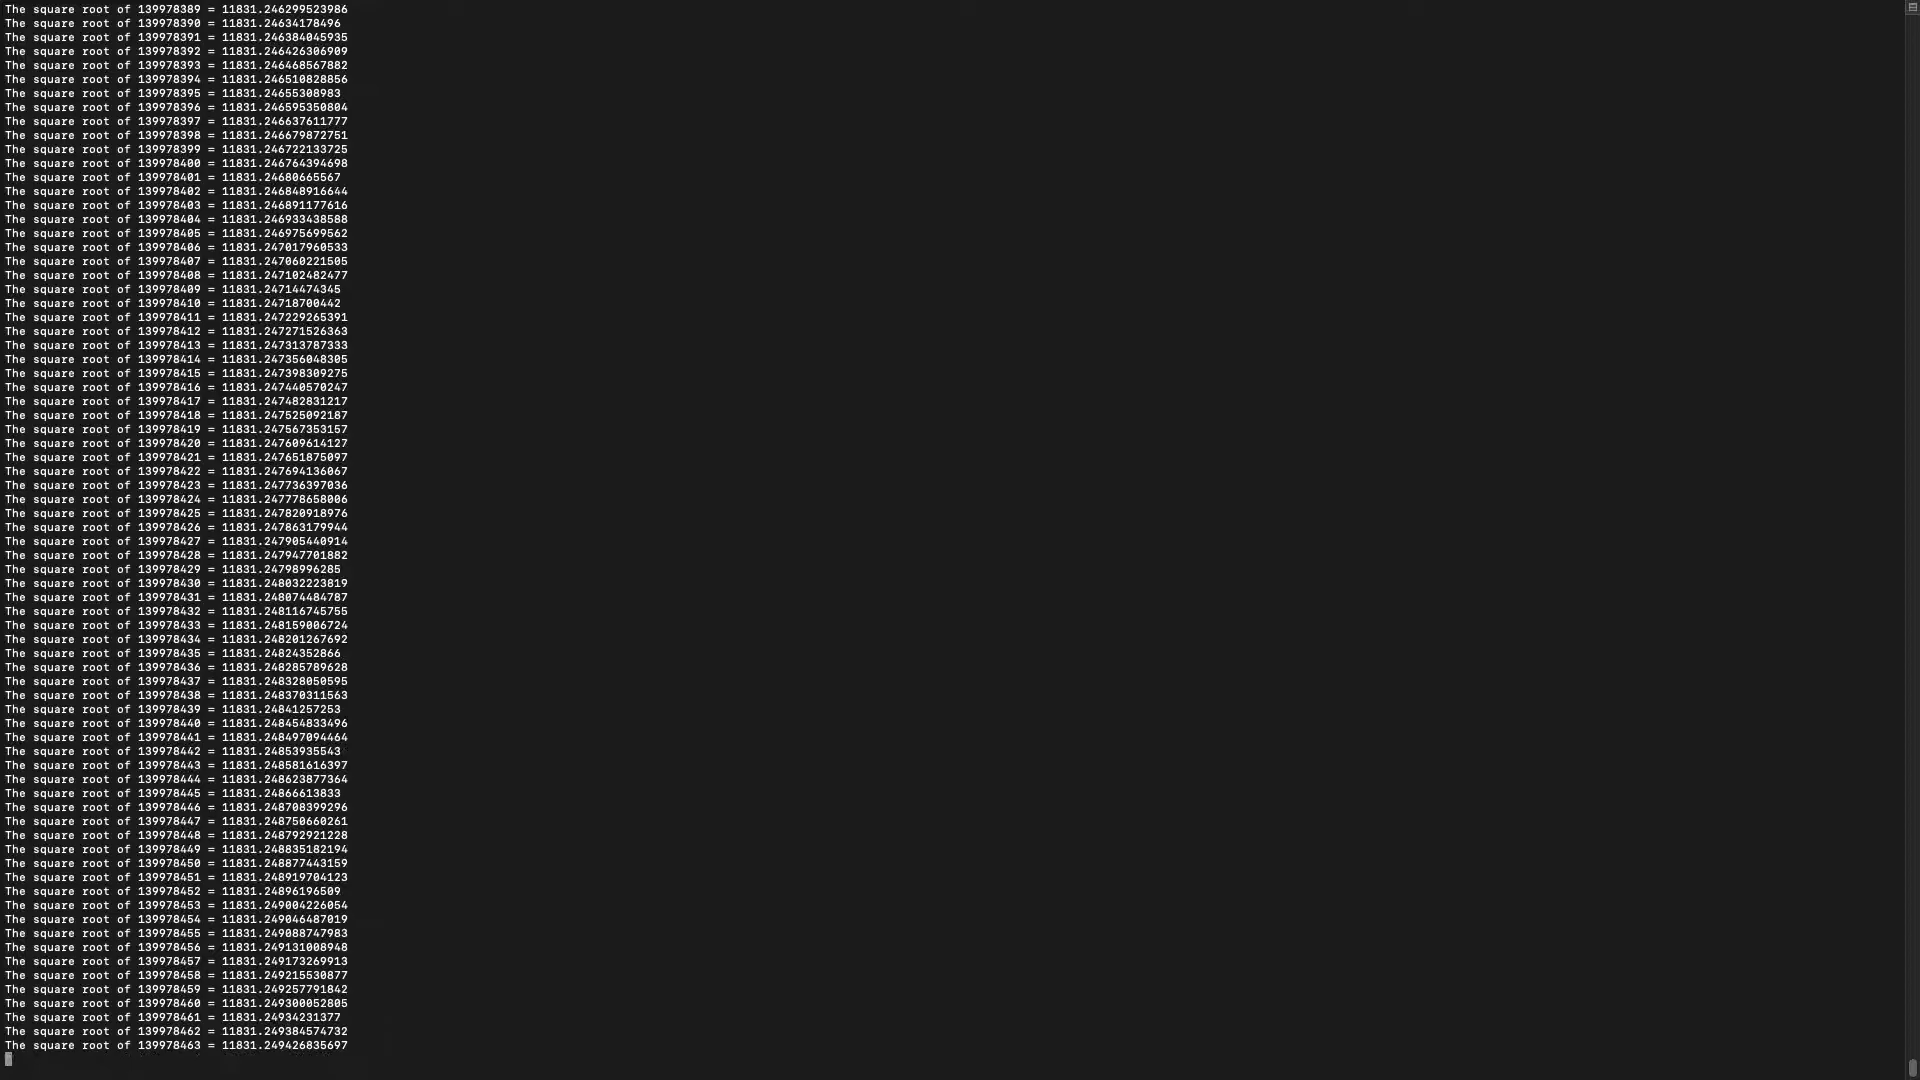 The square root of 139978389 = 11831.246299523986
The square root of 139978390 = 11831.24634178496
The square root of 139978391 = 11831.246384045935
The square root of 139978392 = 11831.246426306909
The square root of 139978393 = 11831.246468567882
The square root of 139978394 = 11831.246510828856
The square root of 139978395 = 11831.24655308983
The square root of 139978396 = 11831.246595350804
The square root of 139978397 = 11831.246637611777
The square root of 139978398 = 11831.246679872751
The square root of 139978399 = 11831.246722133725
The square root of 139978400 = 11831.246764394698
The square root of 139978401 = 11831.24680665567
The square root of 139978402 = 11831.246848916644
The square root of 139978403 = 11831.246891177616
The square root of 139978404 = 11831.246933438588
The square root of 139978405 = 11831.246975699562
The square root of 139978406 = 11831.247017960533
The square root of 139978407 = 11831.247060221505
The square root of 139978408 = 11831.247102482477
The square root of 139978409 = 11831.24714474345
The square root of 139978410 = 11831.24718700442
The square root of 139978411 = 11831.247229265391
The square root of 139978412 = 11831.247271526363
The square root of 139978413 = 11831.247313787333
The square root of 139978414 = 11831.247356048305
The square root of 139978415 = 11831.247398309275
The square root of 139978416 = 11831.247440570247
The square root of 139978417 = 11831.247482831217
The square root of 139978418 = 11831.247525092187
The square root of 139978419 = 11831.247567353157
The square root of 139978420 = 11831.247609614127
The square root of 139978421 = 11831.247651875097
The square root of 139978422 = 11831.247694136067
The square root of 139978423 = 11831.247736397036
The square root of 139978424 = 11831.247778658006
The square root of 139978425 = 11831.247820918976
The square root of 139978426 = 11831.247863179944
The square root of 139978427 = 11831.247905440914
The square root of 139978428 = 11831.247947701882
The square root of 139978429 = 11831.24798996285
The square root of 139978430 = 11831.248032223819
The square root of 139978431 = 11831.248074484787
The square root of 139978432 = 11831.248116745755
The square root of 139978433 = 11831.248159006724
The square root of 139978434 = 11831.248201267692
The square root of 139978435 = 11831.24824352866
The square root of 139978436 = 11831.248285789628
The square root of 139978437 = 11831.248328050595
The square root of 139978438 = 11831.248370311563
The square root of 139978439 = 11831.24841257253
The square root of 139978440 = 11831.248454833496
The square root of 139978441 = 11831.248497094464
The square root of 139978442 = 11831.24853935543
The square root of 139978443 = 11831.248581616397
The square root of 139978444 = 11831.248623877364
The square root of 139978445 = 11831.24866613833
The square root of 139978446 = 11831.248708399296
The square root of 139978447 = 11831.248750660261
The square root of 139978448 = 11831.248792921228
The square root of 139978449 = 11831.248835182194
The square root of 139978450 = 11831.248877443159
The square root of 139978451 = 11831.248919704123
The square root of 139978452 = 11831.24896196509
The square root of 139978453 = 11831.249004226054
The square root of 139978454 = 11831.249046487019
The square root of 139978455 = 11831.249088747983
The square root of 139978456 = 11831.249131008948
The square root of 139978457 = 11831.249173269913
The square root of 139978458 = 11831.249215530877
The square root of 139978459 = 11831.249257791842
The square root of 139978460 = 11831.249300052805
The square root of 139978461 = 11831.24934231377
The square root of 139978462 = 11831.249384574732
The square root of 139978463 = 11831.249426835697